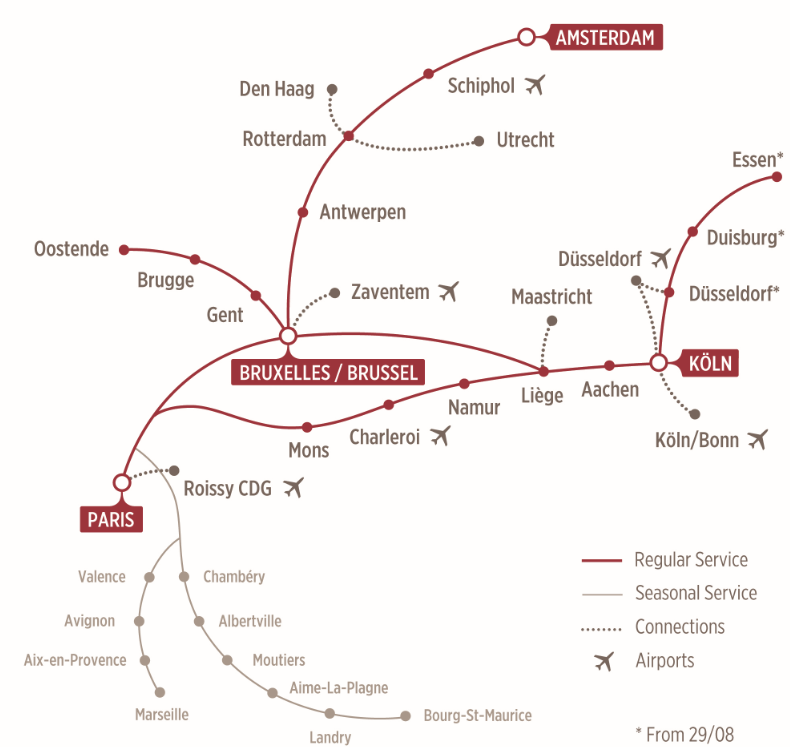 AMSTERDAM
Schiphol
Den Haag
Rotterdam
Utrecht
Essen*
Antwerpen
Duisburg*
Oostende
Brugge
Düsseldorf
Düsseldorf*
Gent
Zaventem
Maastricht
BRUXELLES / BRUSSEL
KÖLN
Liège
Aachen
Namur
Charleroi
Mons
Köln/Bonn
Roissy CDG
PARIS
Regular Service
Seasonal Service
Connections
Airports
Valence
Chambéry
Avignon
Albertville
Aix-en-Provence
Moutiers
Aime-La-Plagne
Marseille
Landry
Bourg-St-Maurice
* From 29/08